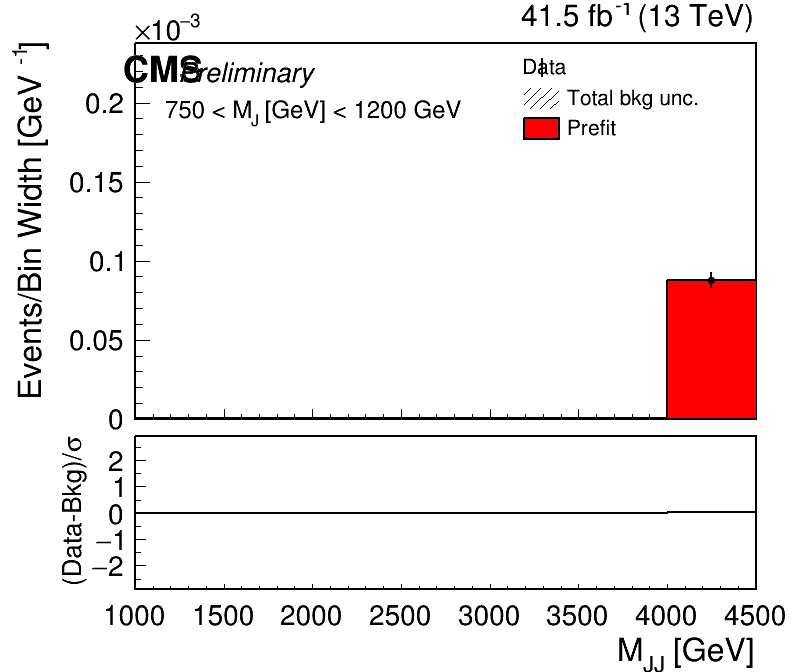 ×10⁻³
41.5 fb⁻¹ (13 TeV)
CMS Preliminary
750 < M_J [GeV] < 1200 GeV
Data
Total bkg unc.
Prefit
Events/Bin Width [GeV⁻¹]
0.2
0.15
0.1
0.05
0
(Data-Bkg)/σ
2
1
0
−1
−2
1000 1500 2000 2500 3000 3500 4000 4500
M_JJ [GeV]